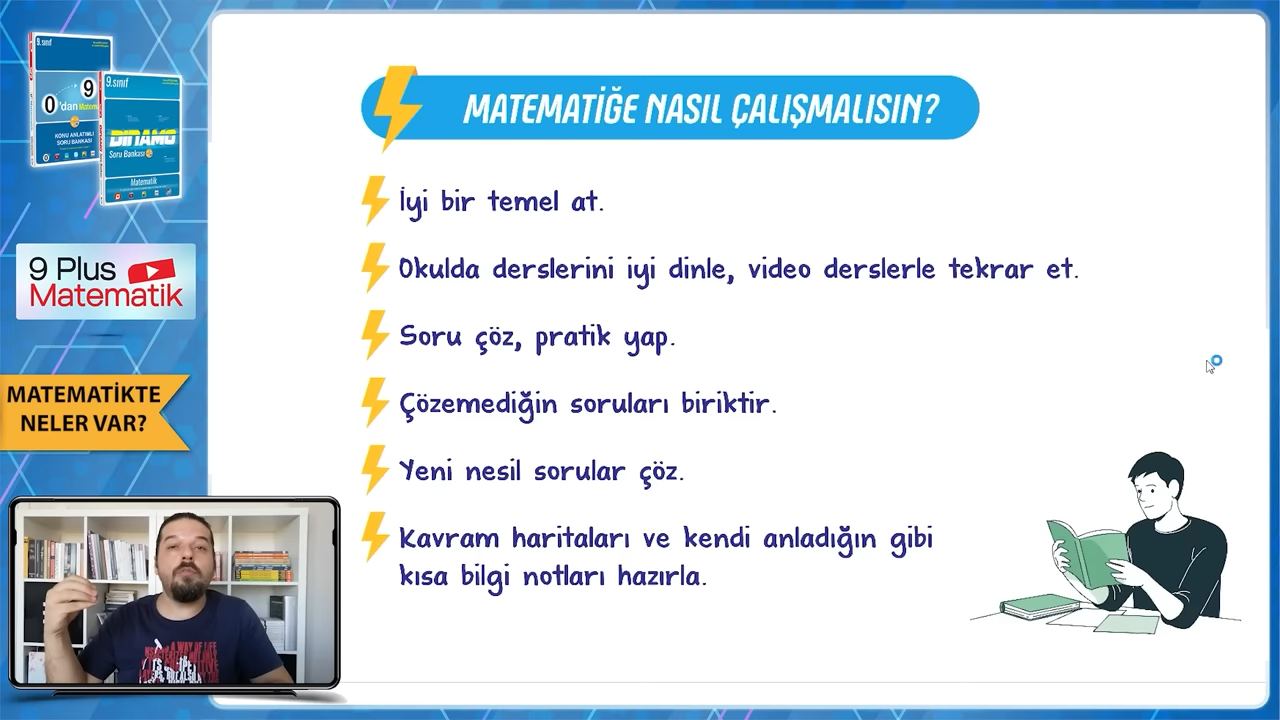 9.sınıf
0'dan 9
KONU ANLATIMLI
SORU BANKASI
9.sınıf
DİNAMO
Soru Bankası
Matematik
9 Plus
Matematik
MATEMATİKTE
NELER VAR?
MATEMATİĞE NASIL ÇALIŞMALISIN?
İyi bir temel at.
Okulda derslerini iyi dinle, video derslerle tekrar et.
Soru çöz, pratik yap.
Çözemediğin soruları biriktir.
Yeni nesil sorular çöz.
Kavram haritaları ve kendi anladığın gibi
kısa bilgi notları hazırla.